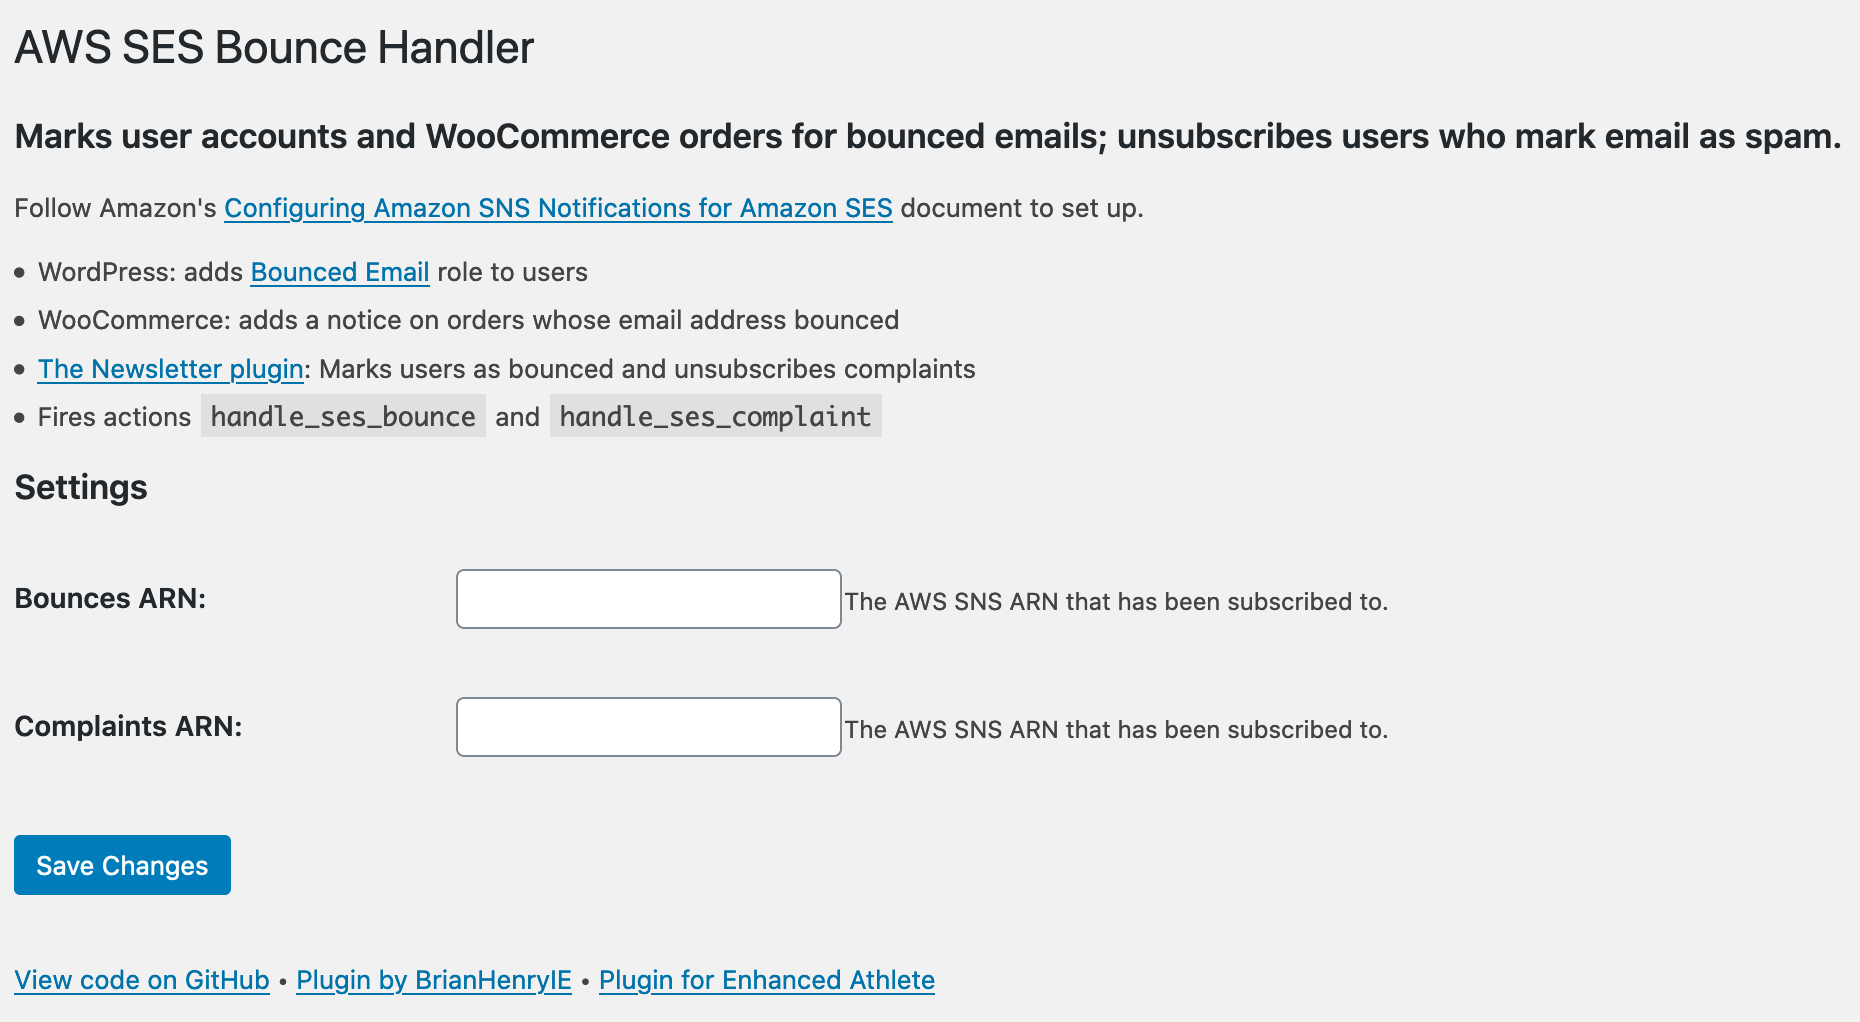 AWS SES Bounce Handler
Marks user accounts and WooCommerce orders for bounced emails; unsubscribes users who mark email as spam.
Follow Amazon's Configuring Amazon SNS Notifications for Amazon SES document to set up.
• WordPress: adds Bounced Email role to users
• WooCommerce: adds a notice on orders whose email address bounced
• The Newsletter plugin: Marks users as bounced and unsubscribes complaints
• Fires actions handle_ses_bounce and handle_ses_complaint
Settings
Bounces ARN: The AWS SNS ARN that has been subscribed to.
Complaints ARN: The AWS SNS ARN that has been subscribed to.
Save Changes
View code on GitHub • Plugin by BrianHenryIE • Plugin for Enhanced Athlete